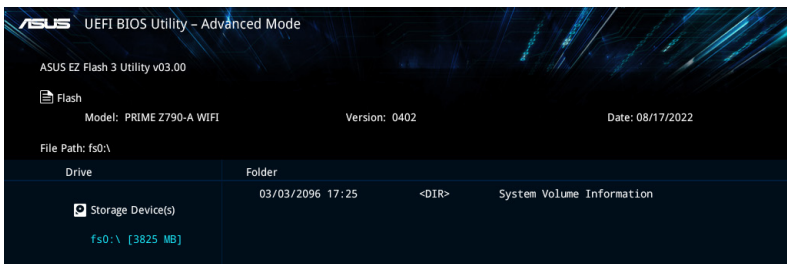 ASUS UEFI BIOS Utility – Advanced Mode
ASUS EZ Flash 3 Utility v03.00
Flash
Model: PRIME Z790-A WIFI Version: 0402 Date: 08/17/2022
File Path: fs0:\
Drive Folder
03/03/2096 17:25 <DIR> System Volume Information
Storage Device(s)
fs0:\ [3825 MB]